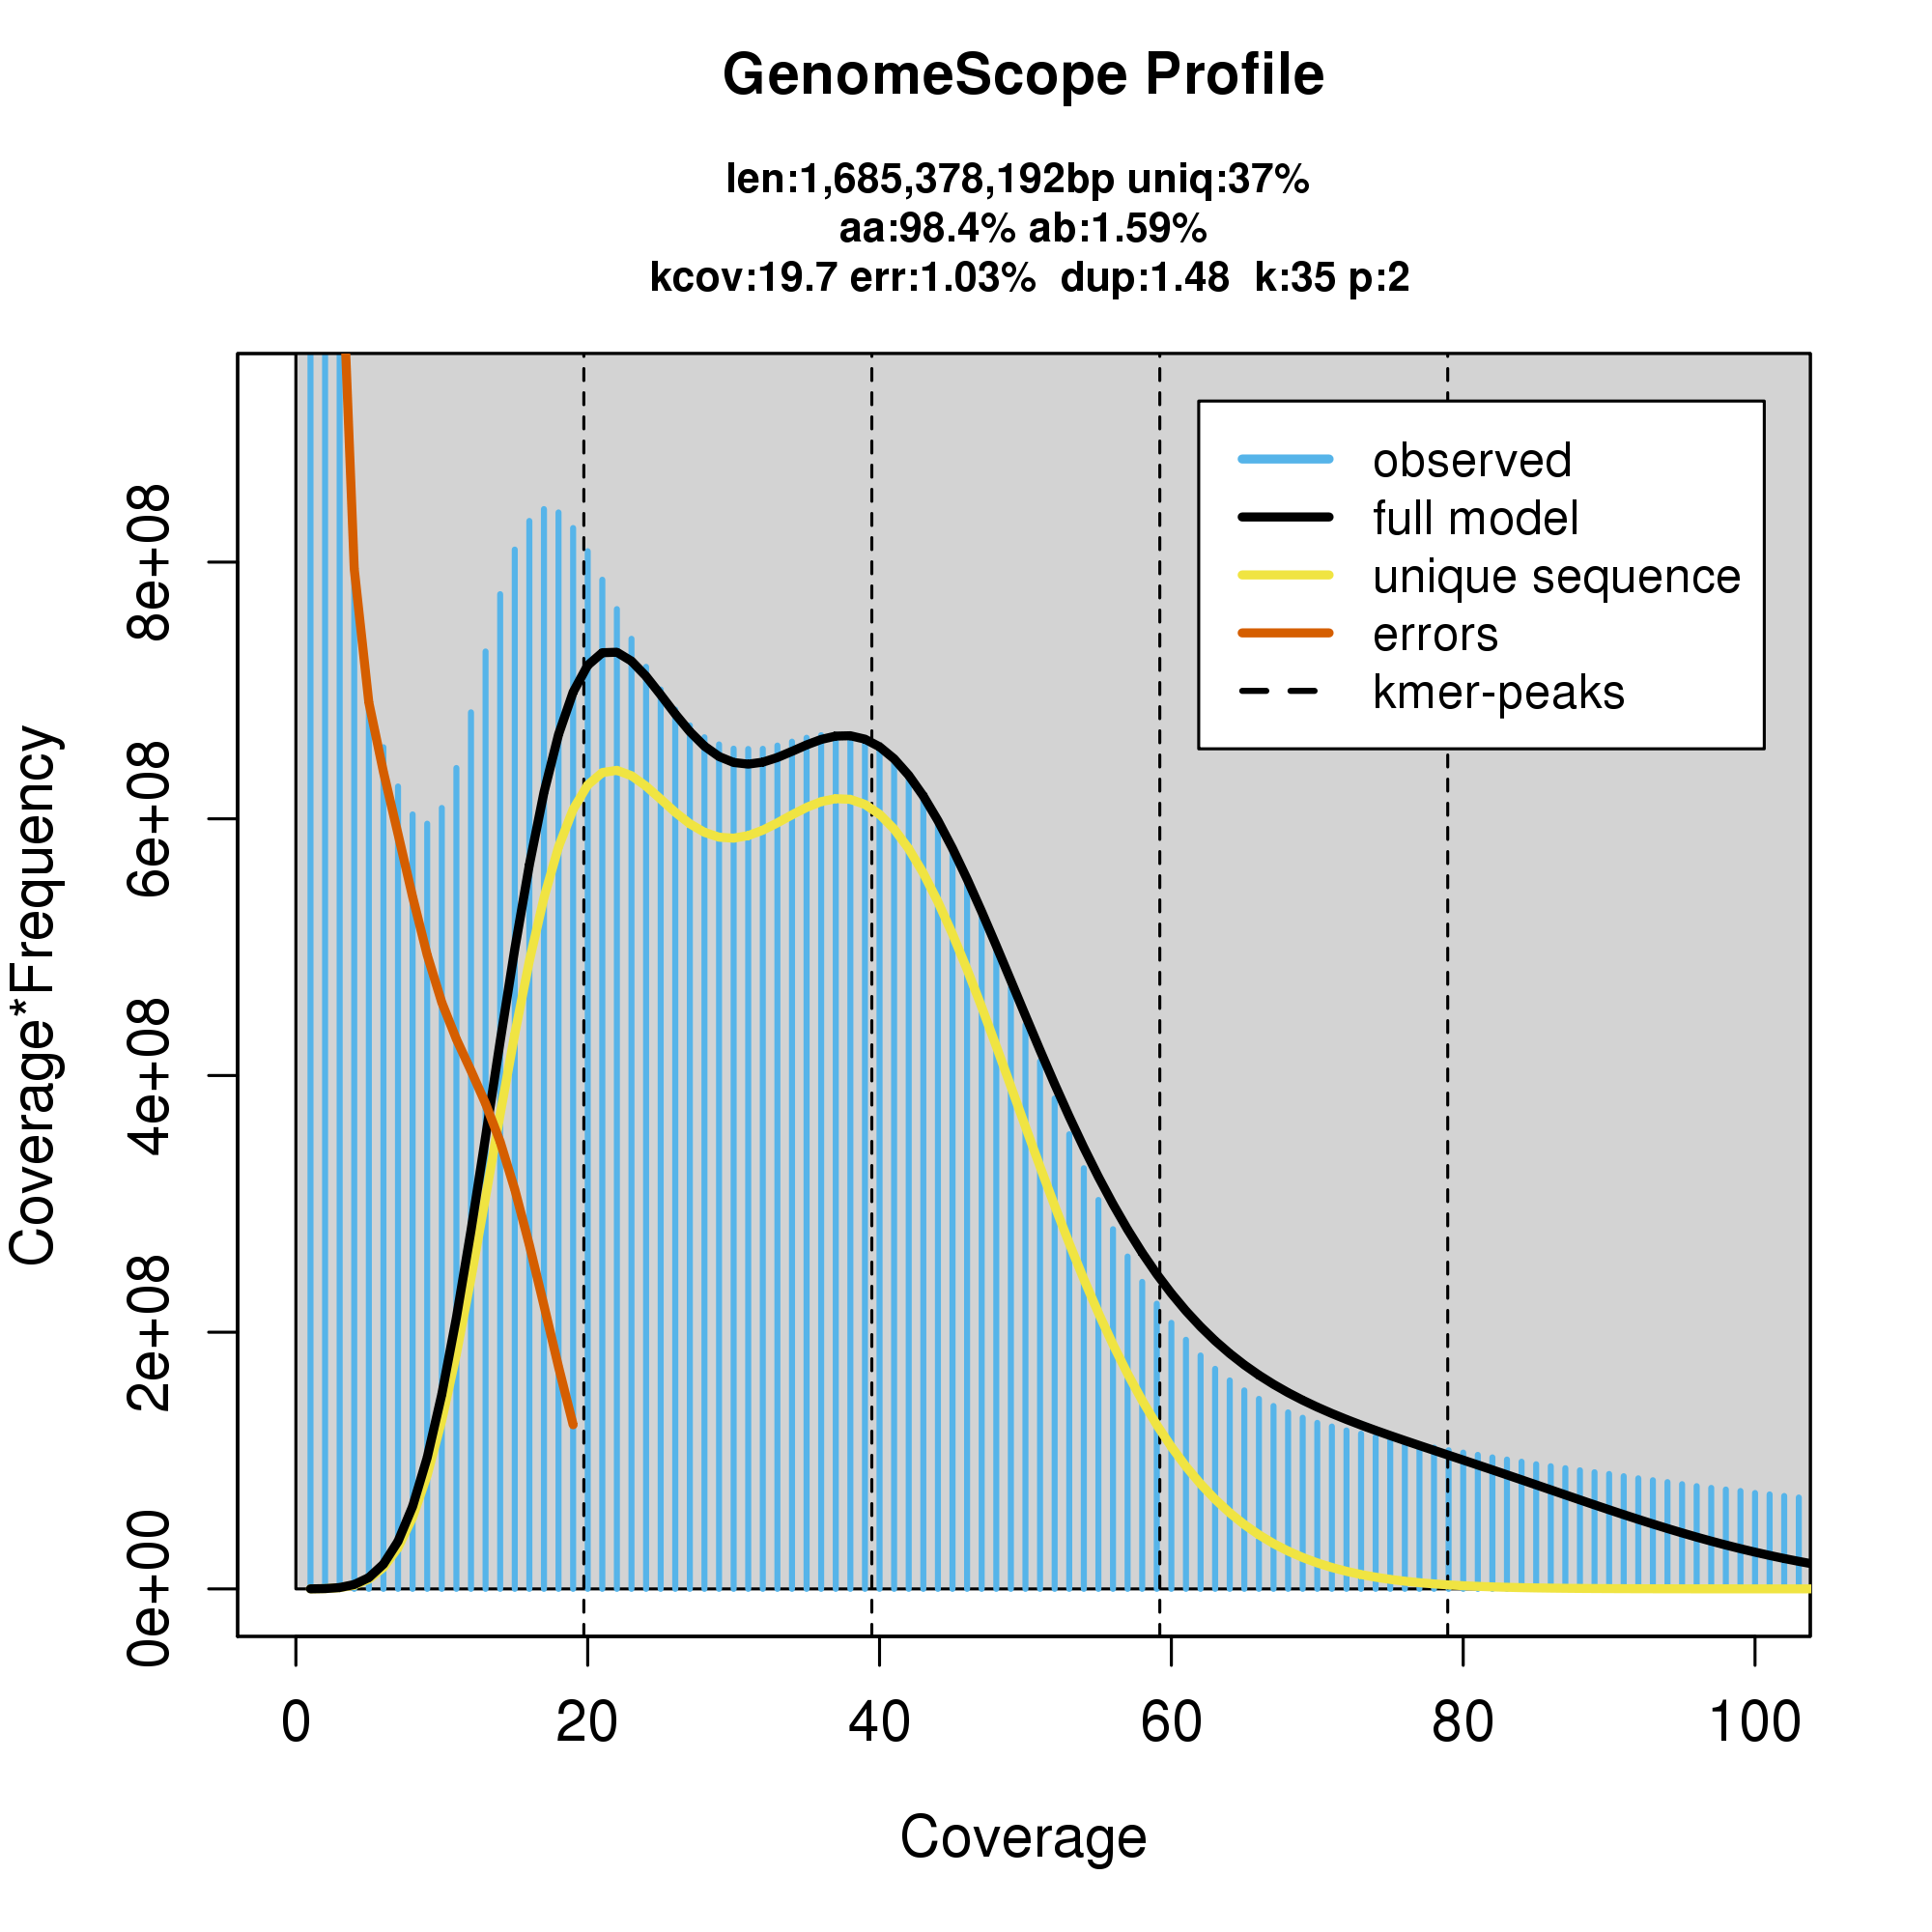 GenomeScope Profile
len:1,685,378,192bp uniq:37%
aa:98.4% ab:1.59%
kcov:19.7 err:1.03% dup:1.48 k:35 p:2
observed
full model
unique sequence
errors
kmer-peaks
Coverage*Frequency
8e+08
6e+08
4e+08
2e+08
0e+00
0 20 40 60 80 100
Coverage